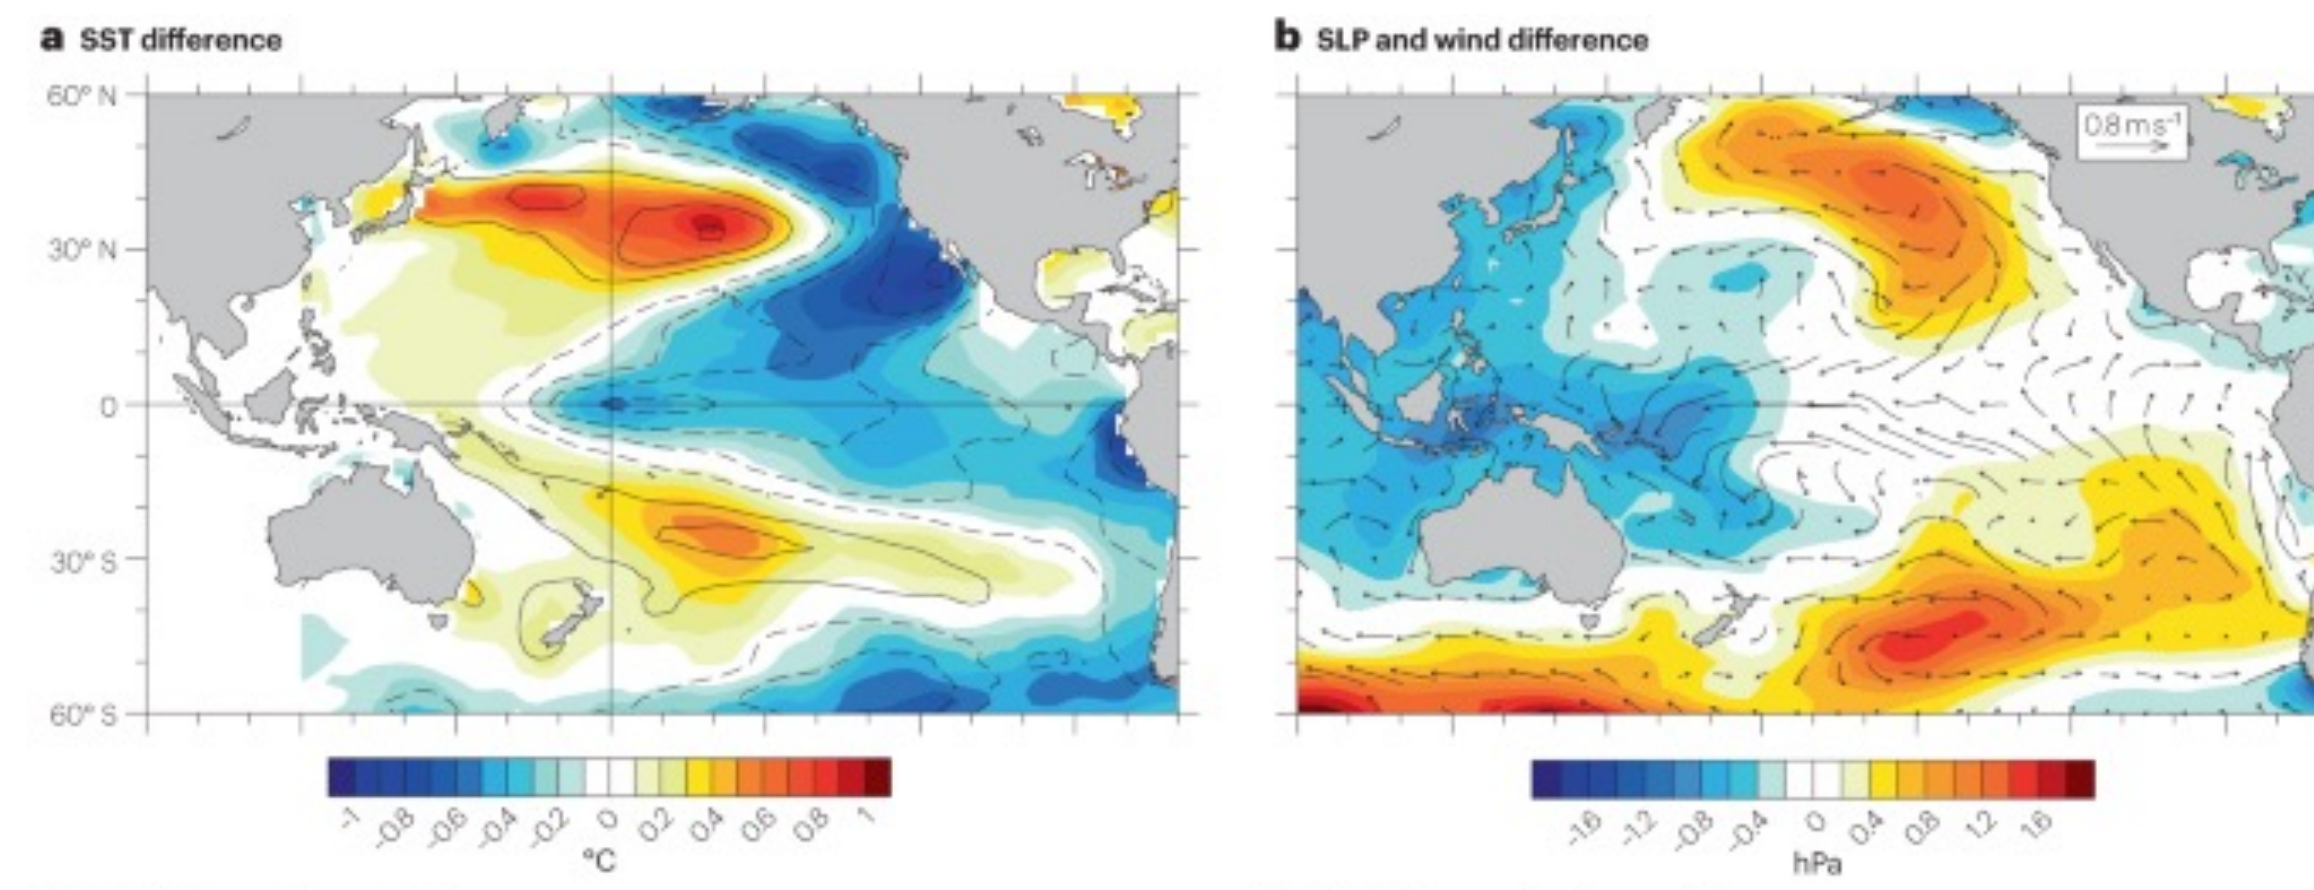 a SST difference
60° N
30° N
0
30° S
60° S
-1 -0.8 -0.6 -0.4 -0.2 0 0.2 0.4 0.6 0.8 1
°C
b SLP and wind difference
0.8 m s-1
-1.6 -1.2 -0.8 -0.4 0 0.4 0.8 1.2 1.6
hPa